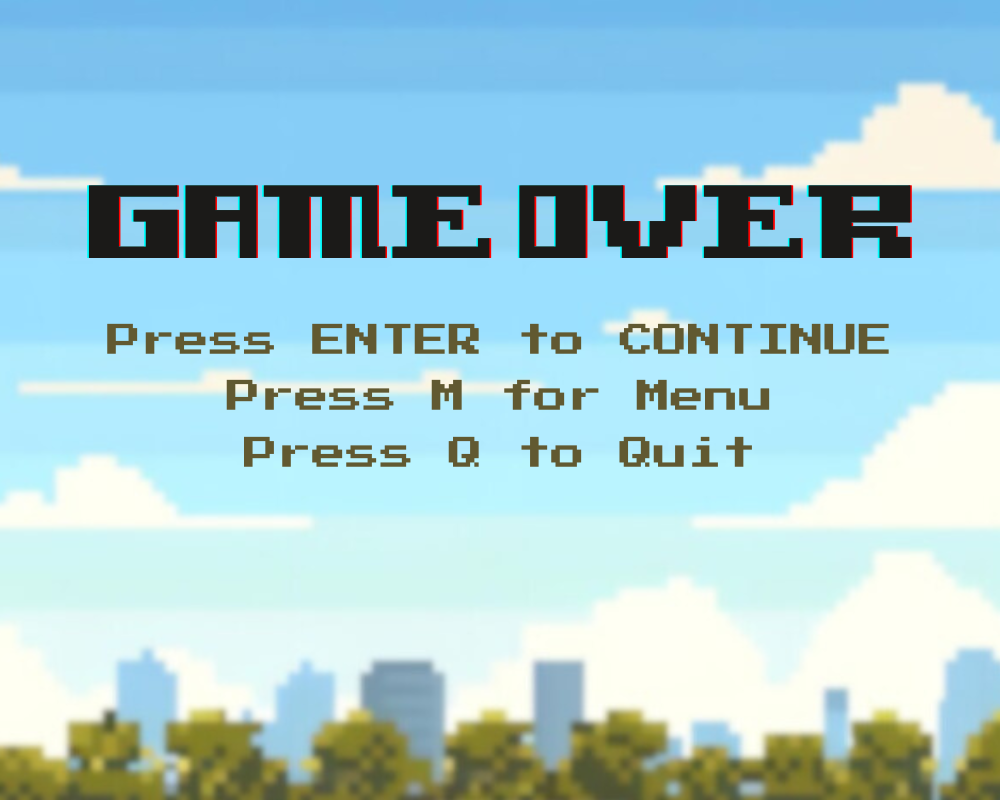 GAME OVER
Press ENTER to CONTINUE
Press M for Menu
Press Q to Quit